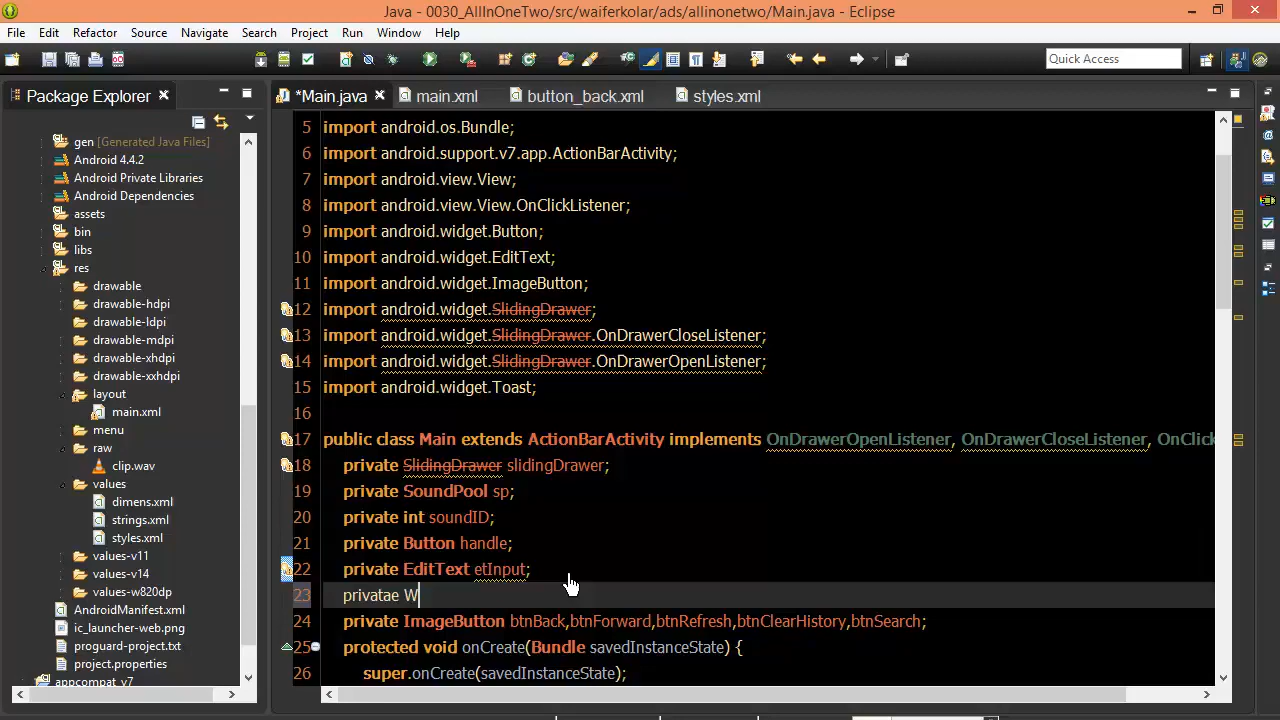 Java - 0030_AllInOneTwo/src/waiferkolar/ads/allinonetwo/Main.java - Eclipse
File Edit Refactor Source Navigate Search Project Run Window Help
Quick Access
Package Explorer
*Main.java main.xml button_back.xml styles.xml
gen [Generated Java Files]
Android 4.4.2
Android Private Libraries
Android Dependencies
assets
bin
libs
res
drawable
drawable-hdpi
drawable-ldpi
drawable-mdpi
drawable-xhdpi
drawable-xxhdpi
layout
main.xml
menu
raw
clip.wav
values
dimens.xml
strings.xml
styles.xml
values-v11
values-v14
values-w820dp
AndroidManifest.xml
ic_launcher-web.png
proguard-project.txt
project.properties
appcompat_v7
5 import android.os.Bundle;
6 import android.support.v7.app.ActionBarActivity;
7 import android.view.View;
8 import android.view.View.OnClickListener;
9 import android.widget.Button;
10 import android.widget.EditText;
11 import android.widget.ImageButton;
12 import android.widget.SlidingDrawer;
13 import android.widget.SlidingDrawer.OnDrawerCloseListener;
14 import android.widget.SlidingDrawer.OnDrawerOpenListener;
15 import android.widget.Toast;
16
17 public class Main extends ActionBarActivity implements OnDrawerOpenListener, OnDrawerCloseListener, OnClick
18 private SlidingDrawer slidingDrawer;
19 private SoundPool sp;
20 private int soundID;
21 private Button handle;
22 private EditText etInput;
23 privatae W
24 private ImageButton btnBack,btnForward,btnRefresh,btnClearHistory,btnSearch;
25 protected void onCreate(Bundle savedInstanceState) {
26 super.onCreate(savedInstanceState);